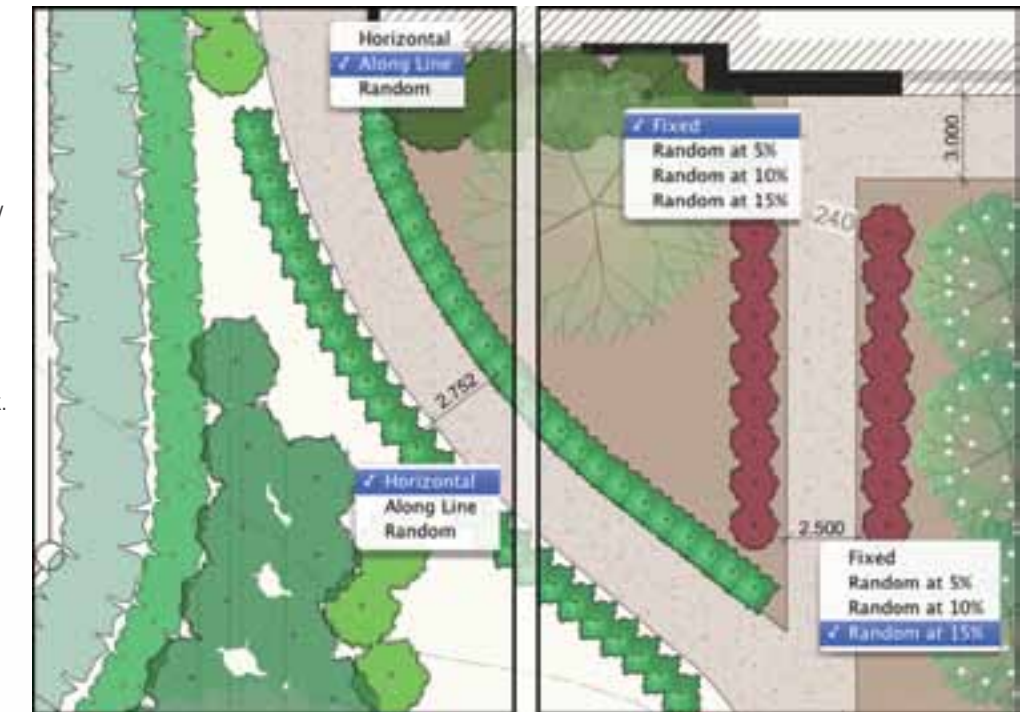 Horizontal
✓ Along Line
Random
✓ Fixed
Random at 5%
Random at 10%
Random at 15%
3.000
240
2.752
✓ Horizontal
Along Line
Random
2.500
Fixed
Random at 5%
Random at 10%
✓ Random at 15%